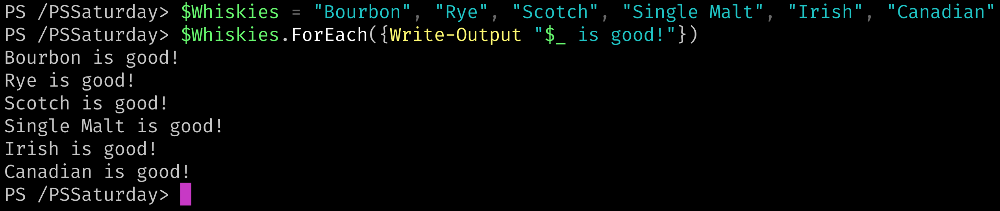 PS /PSSaturday> $Whiskies = "Bourbon", "Rye", "Scotch", "Single Malt", "Irish", "Canadian"
PS /PSSaturday> $Whiskies.ForEach({Write-Output "$_ is good!"})
Bourbon is good!
Rye is good!
Scotch is good!
Single Malt is good!
Irish is good!
Canadian is good!
PS /PSSaturday>